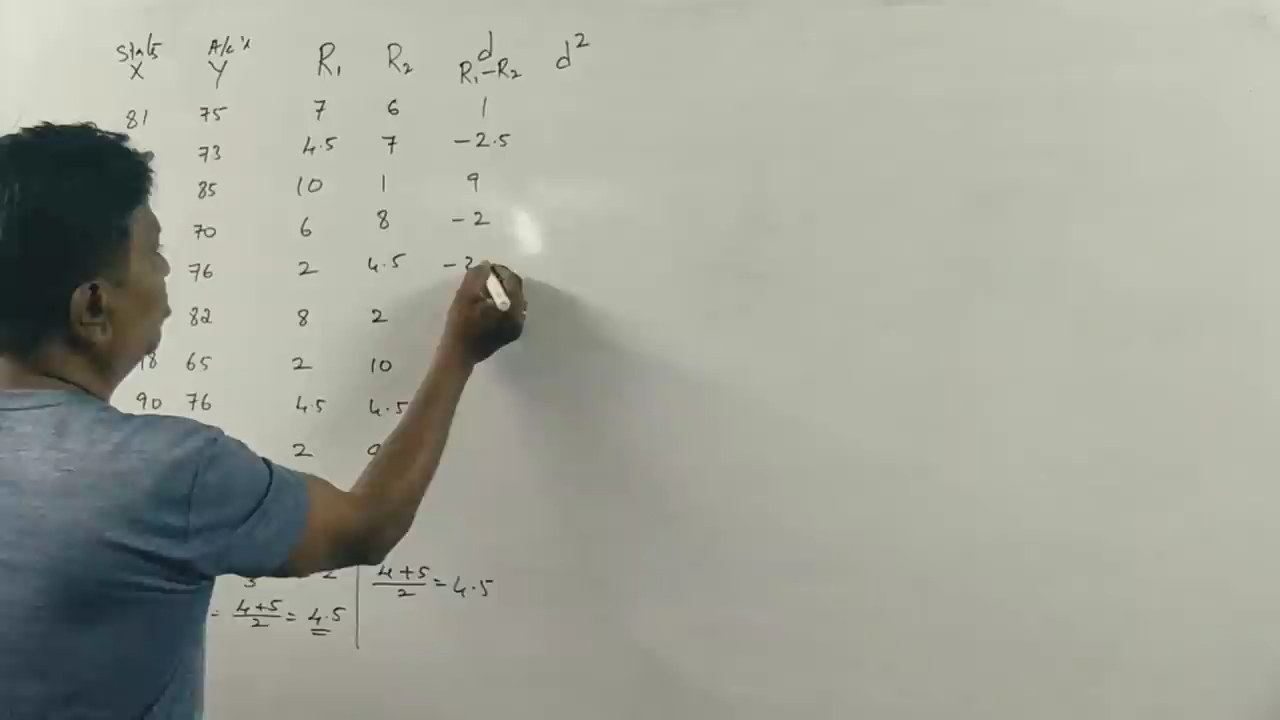 Stats A/c's d
X Y R₁ R₂ R₁-R₂ d²
81 75 7 6 1
73 4.5 7 -2.5
85 10 1 9
70 6 8 -2
76 2 4.5 -2
82 8 2
65 2 10
90 76 4.5 4.5
2
3 2 4+5/2 = 4.5
= 4+5/2 = 4.5